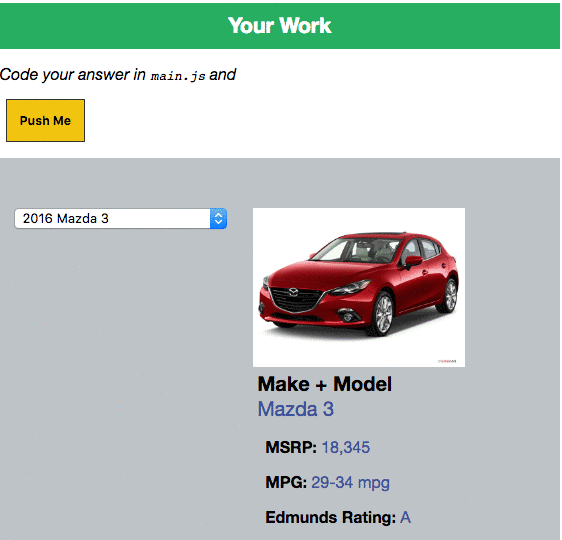 Your Work
Code your answer in main.js and
Push Me
2016 Mazda 3
Make + Model
Mazda 3
MSRP: 18,345
MPG: 29-34 mpg
Edmunds Rating: A